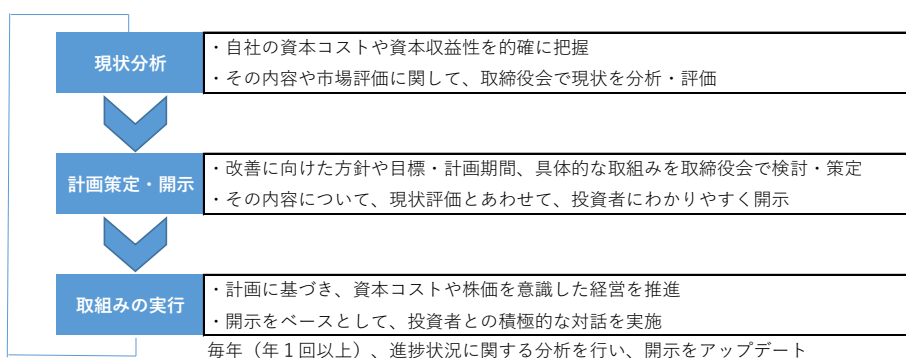 現状分析
・自社の資本コストや資本収益性を的確に把握
・その内容や市場評価に関して、取締役会で現状を分析・評価
計画策定・開示
・改善に向けた方針や目標・計画期間、具体的な取組みを取締役会で検討・策定
・その内容について、現状評価とあわせて、投資者にわかりやすく開示
取組みの実行
・計画に基づき、資本コストや株価を意識した経営を推進
・開示をベースとして、投資者との積極的な対話を実施
毎年（年１回以上）、進捗状況に関する分析を行い、開示をアップデート